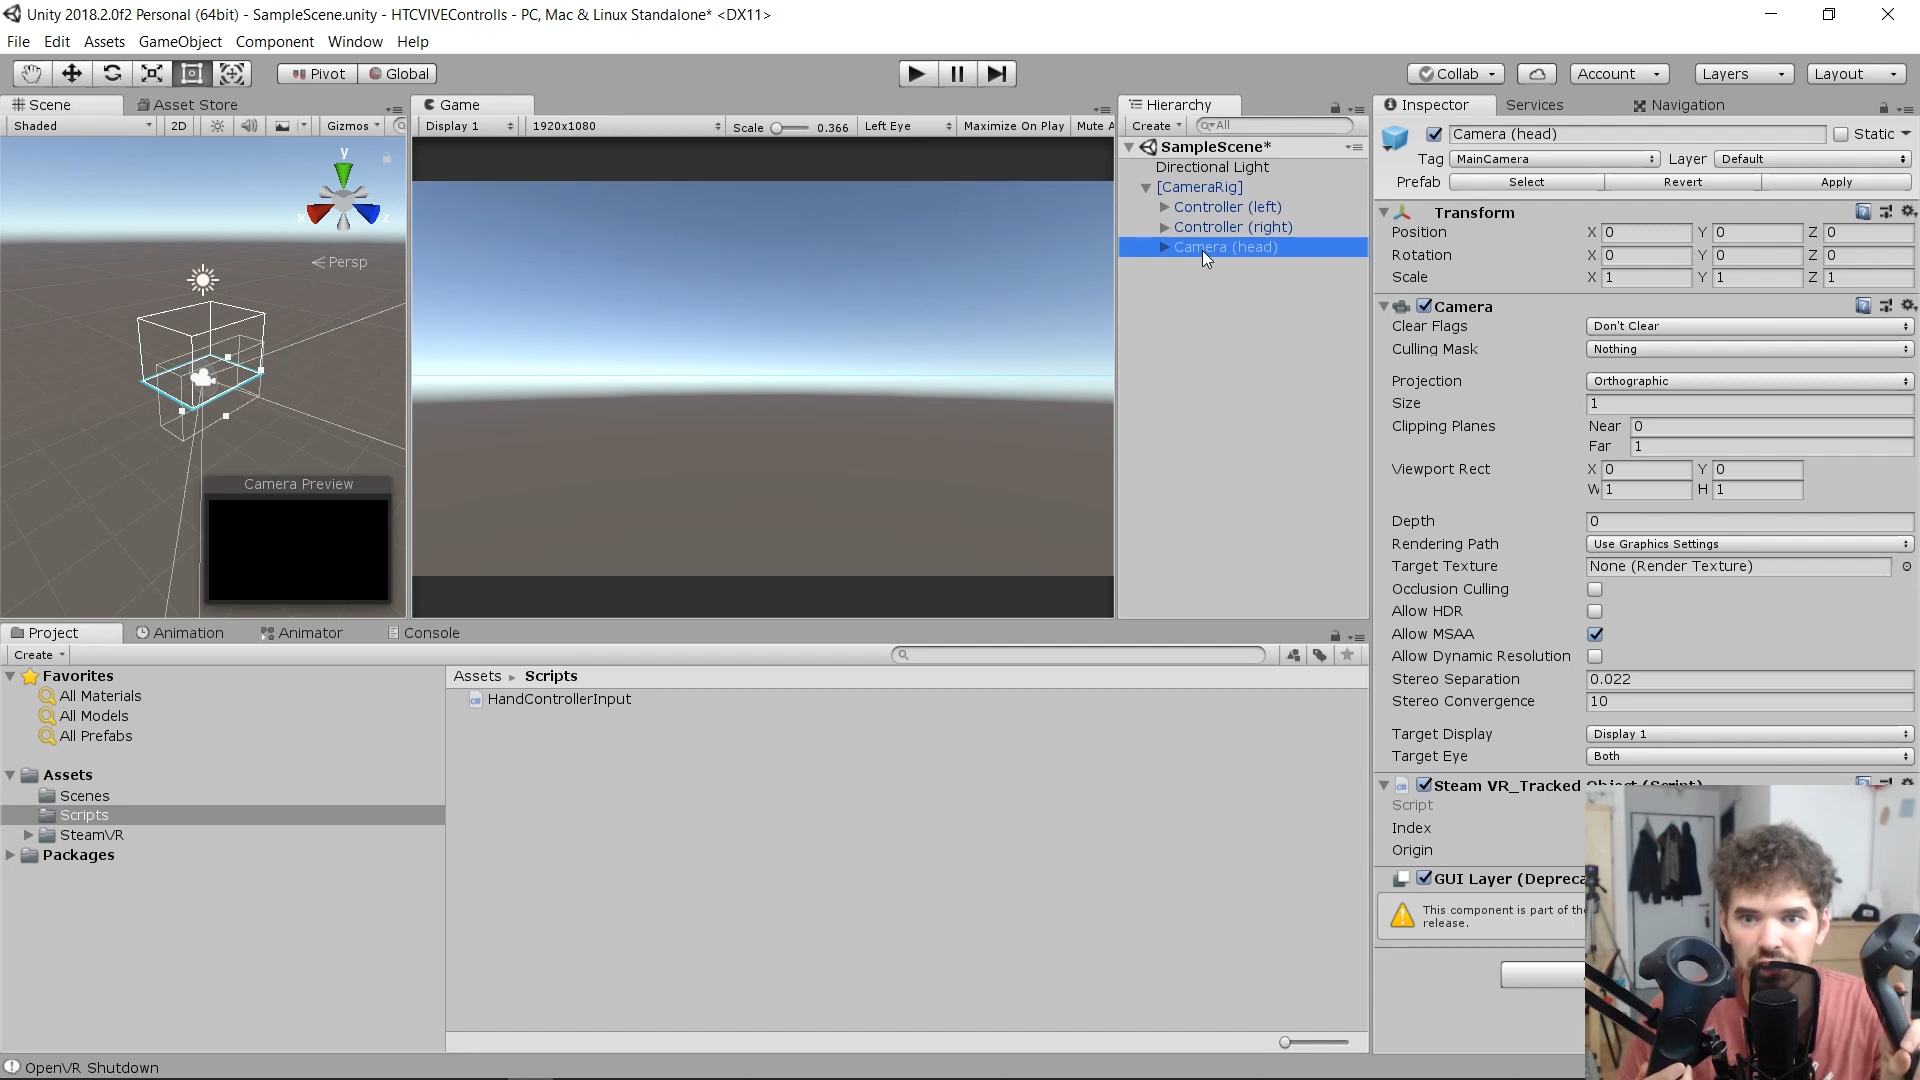 Unity 2018.2.0f2 Personal (64bit) - SampleScene.unity - HTCVIVEControlls - PC, Mac & Linux Standalone* <DX11>
File Edit Assets GameObject Component Window Help
Pivot Global Collab Account Layers Layout
Scene Asset Store
Shaded 2D Gizmos
y
x z
Persp
Camera Preview
Game
Display 1 1920x1080 Scale 0.366 Left Eye Maximize On Play Mute A
Hierarchy
Create All
SampleScene*
Directional Light
[CameraRig]
Controller (left)
Controller (right)
Camera (head)
Inspector Services Navigation
Camera (head) Static
Tag MainCamera Layer Default
Prefab Select Revert Apply
Transform
Position X 0 Y 0 Z 0
Rotation X 0 Y 0 Z 0
Scale X 1 Y 1 Z 1
Camera
Clear Flags Don't Clear
Culling Mask Nothing
Projection Orthographic
Size 1
Clipping Planes Near 0
Far 1
Viewport Rect X 0 Y 0
W 1 H 1
Depth 0
Rendering Path Use Graphics Settings
Target Texture None (Render Texture)
Occlusion Culling
Allow HDR
Allow MSAA
Allow Dynamic Resolution
Stereo Separation 0.022
Stereo Convergence 10
Target Display Display 1
Target Eye Both
Steam VR_Tracked Object (Script)
Script
Index
Origin
GUI Layer (Depreca
This component is part of the
release.
Project Animation Animator Console
Create
Favorites
All Materials
All Models
All Prefabs
Assets
Scenes
Scripts
SteamVR
Packages
Assets Scripts
HandControllerInput
OpenVR Shutdown